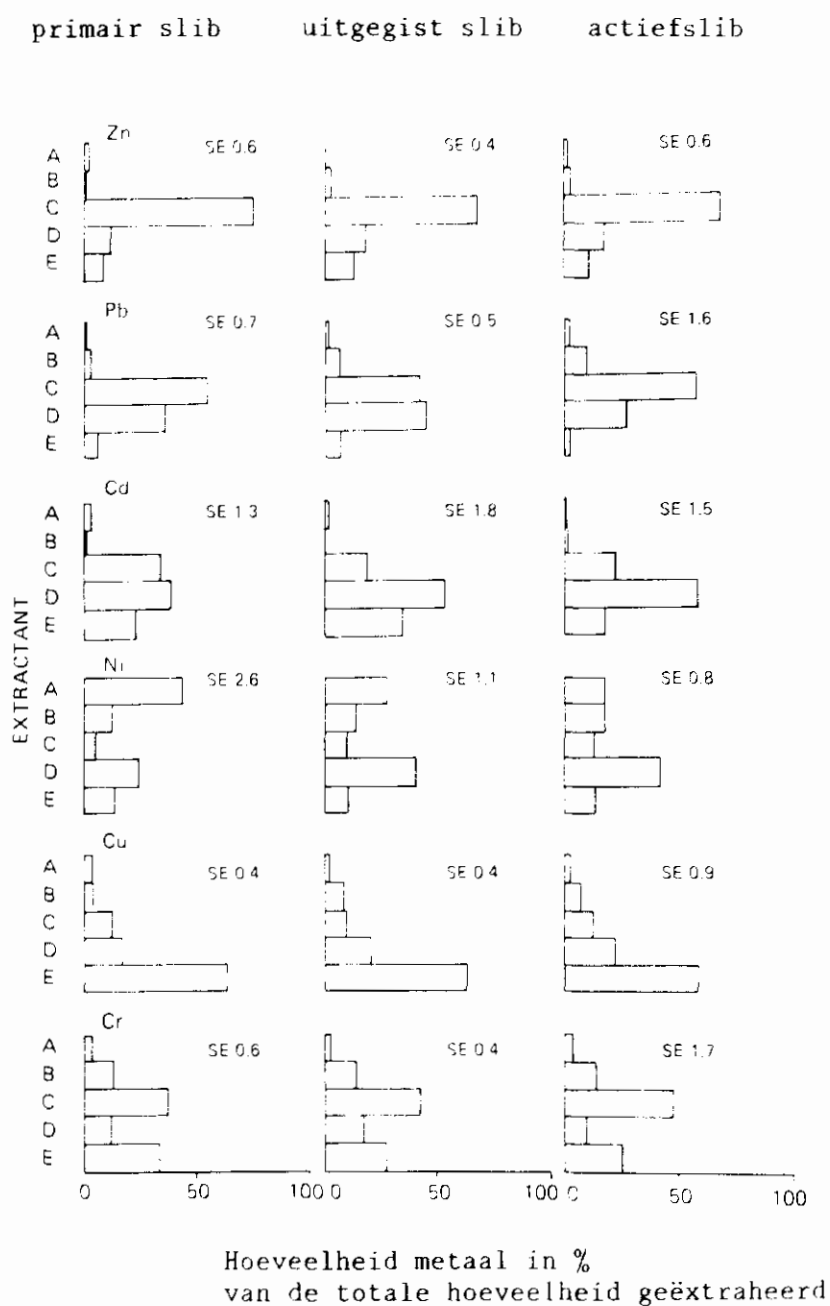 primair slib uitgegist slib actiefslib
Zn
A SE 0.6 SE 0.4 SE 0.6
B
C
D
E
Pb
A SE 0.7 SE 0.5 SE 1.6
B
C
D
E
Cd
A SE 1.3 SE 1.8 SE 1.5
B
C
D
E
EXTRACTANT
Ni
A SE 2.6 SE 1.1 SE 0.8
B
C
D
E
Cu
A SE 0.4 SE 0.4 SE 0.9
B
C
D
E
Cr
A SE 0.6 SE 0.4 SE 1.7
B
C
D
E
0 50 100 0 50 100 0 50 100
Hoeveelheid metaal in %
van de totale hoeveelheid geëxtraheerd